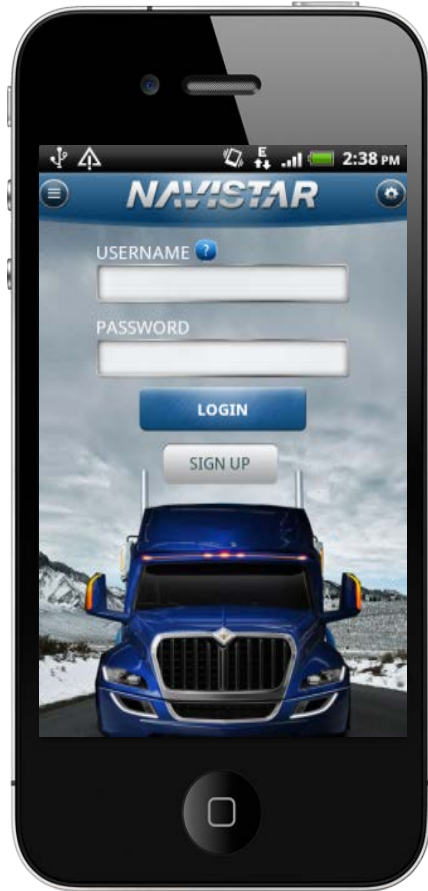 E
2:38 PM
NAVISTAR
USERNAME ?
PASSWORD
LOGIN
SIGN UP